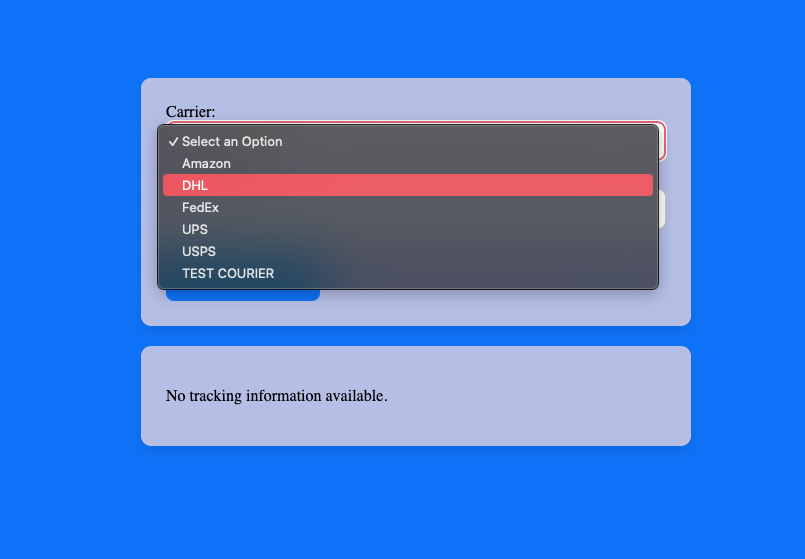 Carrier:
✓ Select an Option
Amazon
DHL
FedEx
UPS
USPS
TEST COURIER
No tracking information available.